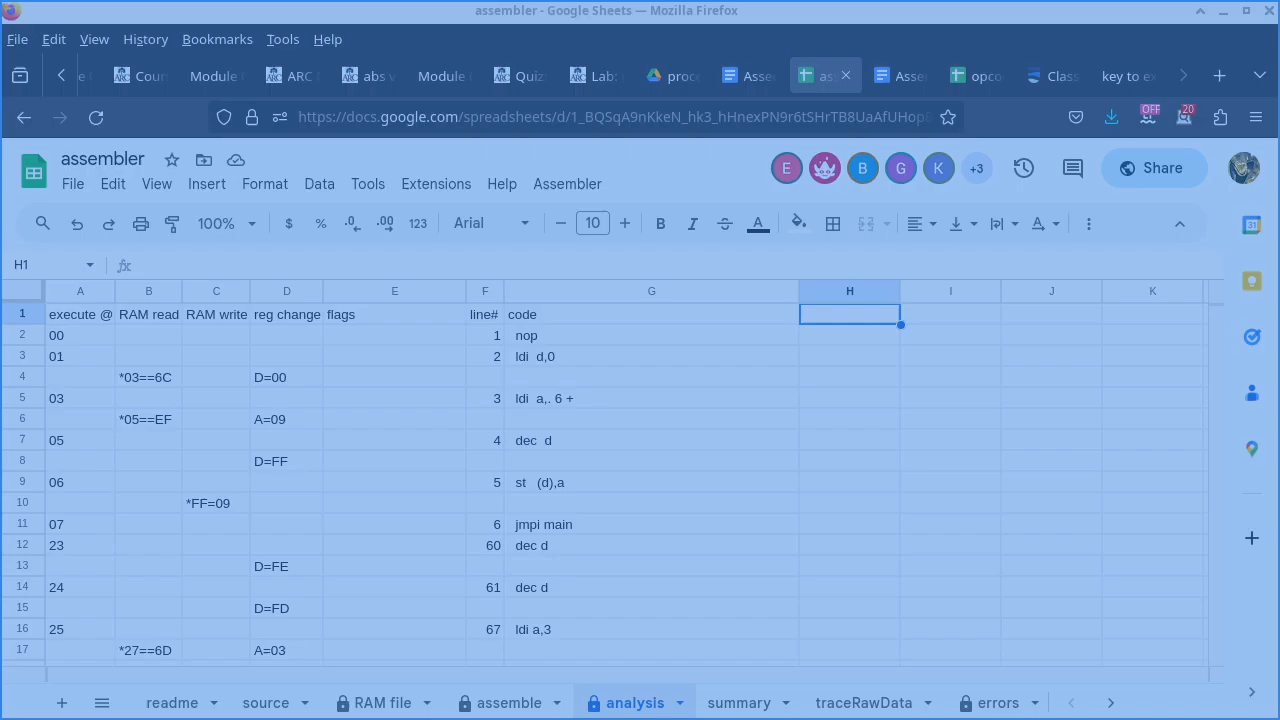 assembler - Google Sheets — Mozilla Firefox
File Edit View History Bookmarks Tools Help
Cour Module ARC abs v Module Quiz Lab: proc Asse as Asse opco Class key to e
https://docs.google.com/spreadsheets/d/1_BQSqA9nKkeN_hk3_hHnexPN9r6tSHrTB8UaAfUHop OFF 20
assembler
E B G K +3 Share
File Edit View Insert Format Data Tools Extensions Help Assembler
100% $ % .0 .00 123 Arial 10 B I S A
H1 fx
A B C D E F G H I J K
1 execute @ RAM read RAM write reg change flags line# code
2 00 1 nop
3 01 2 ldi d,0
4 *03==6C D=00
5 03 3 ldi a,. 6 +
6 *05==EF A=09
7 05 4 dec d
8 D=FF
9 06 5 st (d),a
10 *FF=09
11 07 6 jmpi main
12 23 60 dec d
13 D=FE
14 24 61 dec d
15 D=FD
16 25 67 ldi a,3
17 *27==6D A=03
readme source RAM file assemble analysis summary traceRawData errors